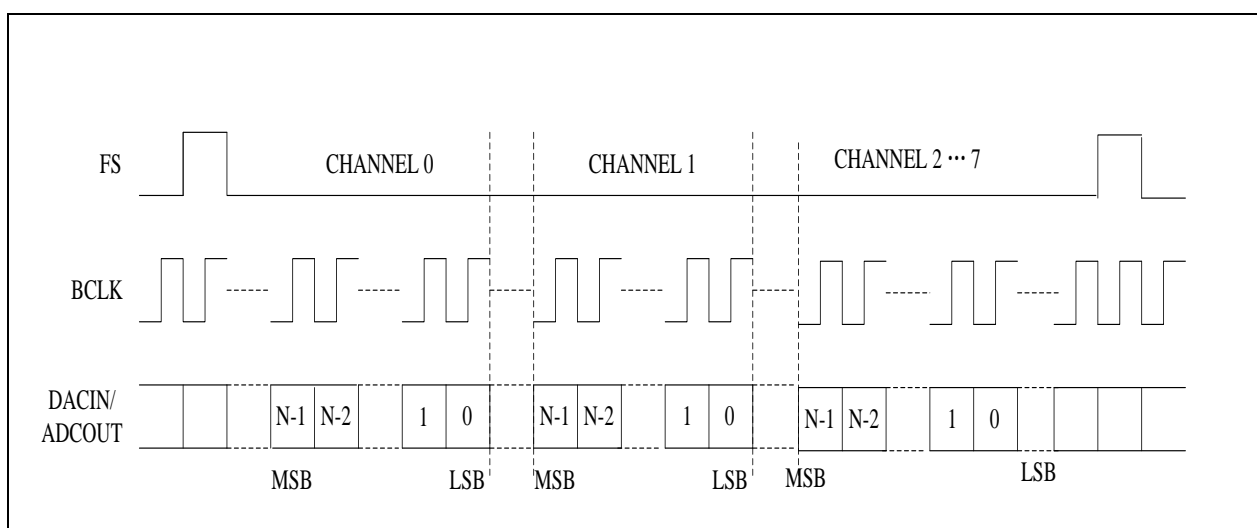 FS
CHANNEL 0
CHANNEL 1
CHANNEL 2 ··· 7
BCLK
DACIN/
ADCOUT
N-1 N-2 1 0 N-1 N-2 1 0 N-1 N-2 1 0
MSB LSB MSB LSB MSB LSB